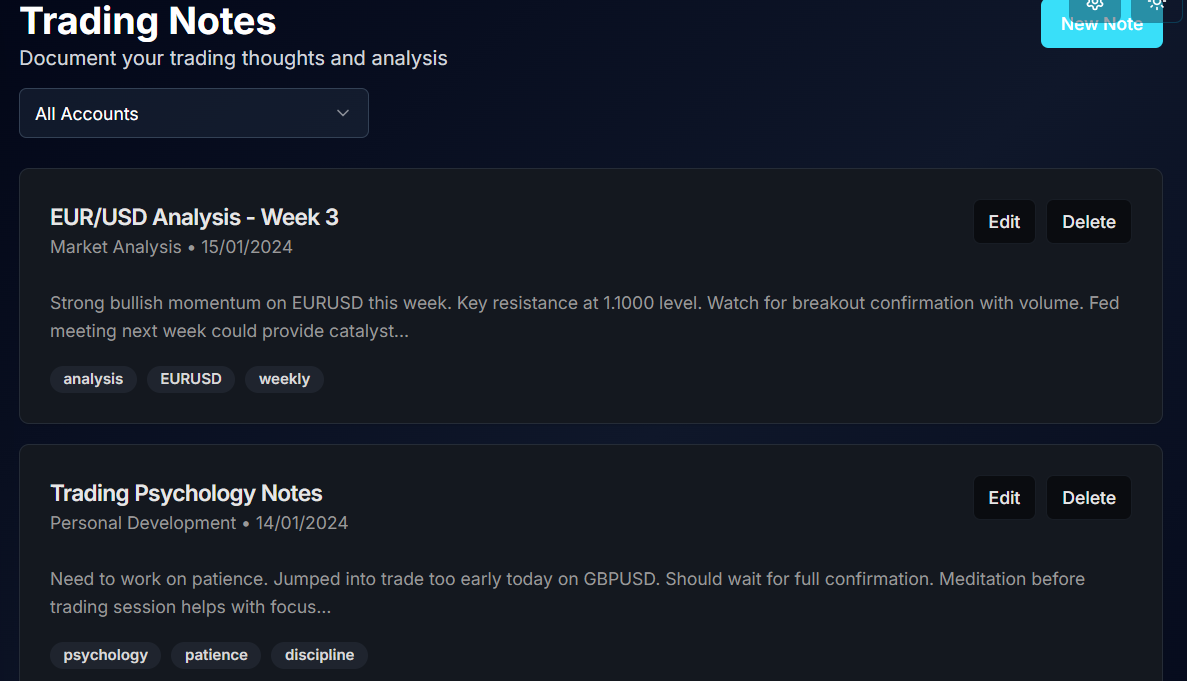 Trading Notes
New Note
Document your trading thoughts and analysis
All Accounts
EUR/USD Analysis - Week 3
Edit
Delete
Market Analysis • 15/01/2024
Strong bullish momentum on EURUSD this week. Key resistance at 1.1000 level. Watch for breakout confirmation with volume. Fed
meeting next week could provide catalyst...
analysis
EURUSD
weekly
Trading Psychology Notes
Edit
Delete
Personal Development • 14/01/2024
Need to work on patience. Jumped into trade too early today on GBPUSD. Should wait for full confirmation. Meditation before
trading session helps with focus...
psychology
patience
discipline